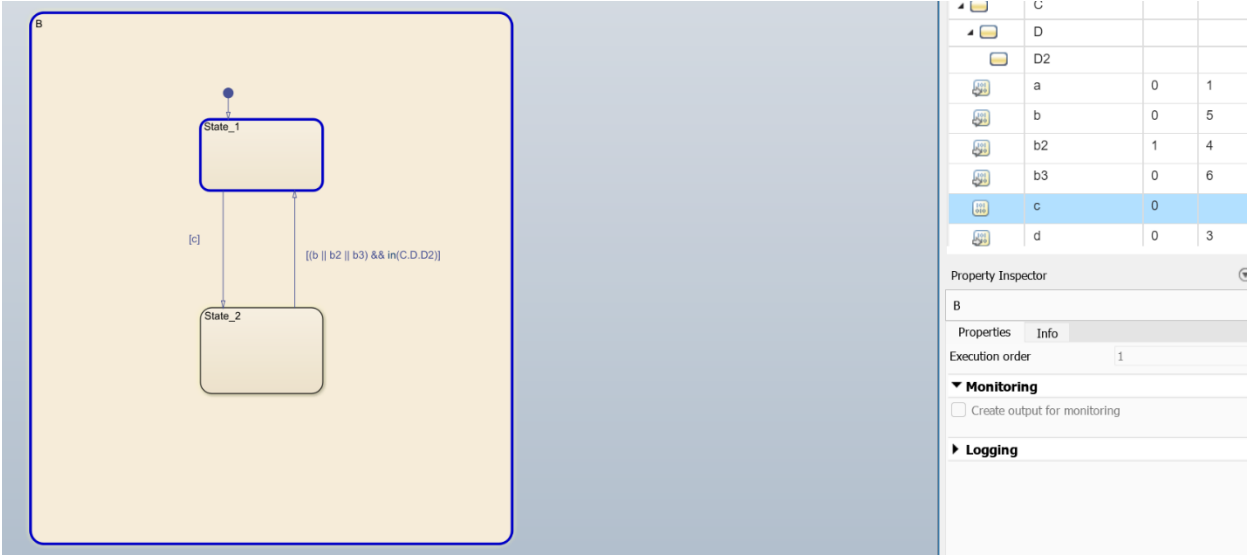 B
State_1
[c]
[(b || b2 || b3) && in(C.D.D2)]
State_2
C
D
D2
a 0 1
b 0 5
b2 1 4
b3 0 6
c 0
d 0 3
Property Inspector
B
Properties Info
Execution order 1
Monitoring
Create output for monitoring
Logging